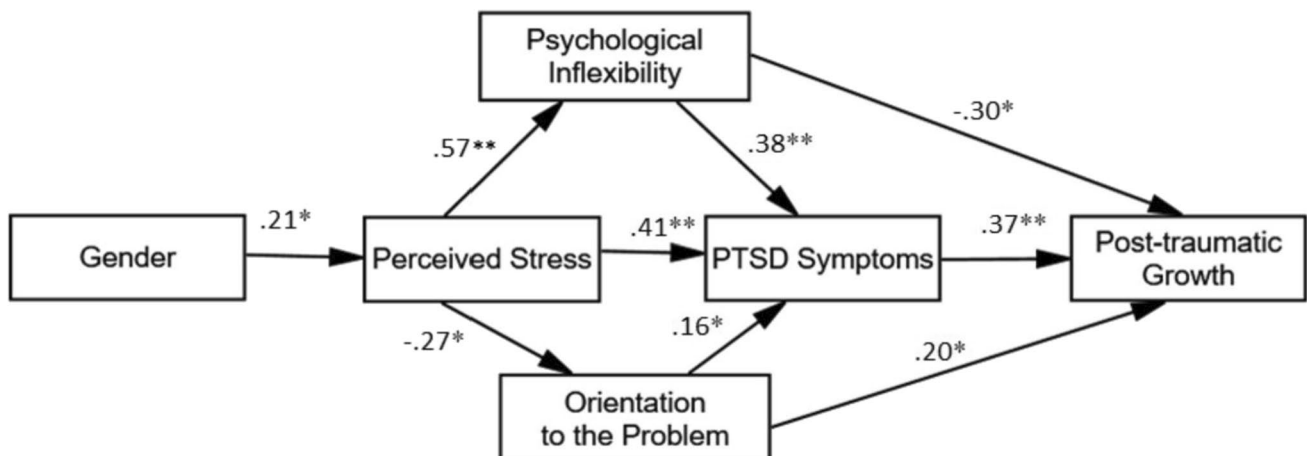 Psychological
Inflexibility
-.30*
.57**
.38**
.21*
.41**
.37**
Gender
Perceived Stress
PTSD Symptoms
Post-traumatic
Growth
-.27*
.16*
.20*
Orientation
to the Problem